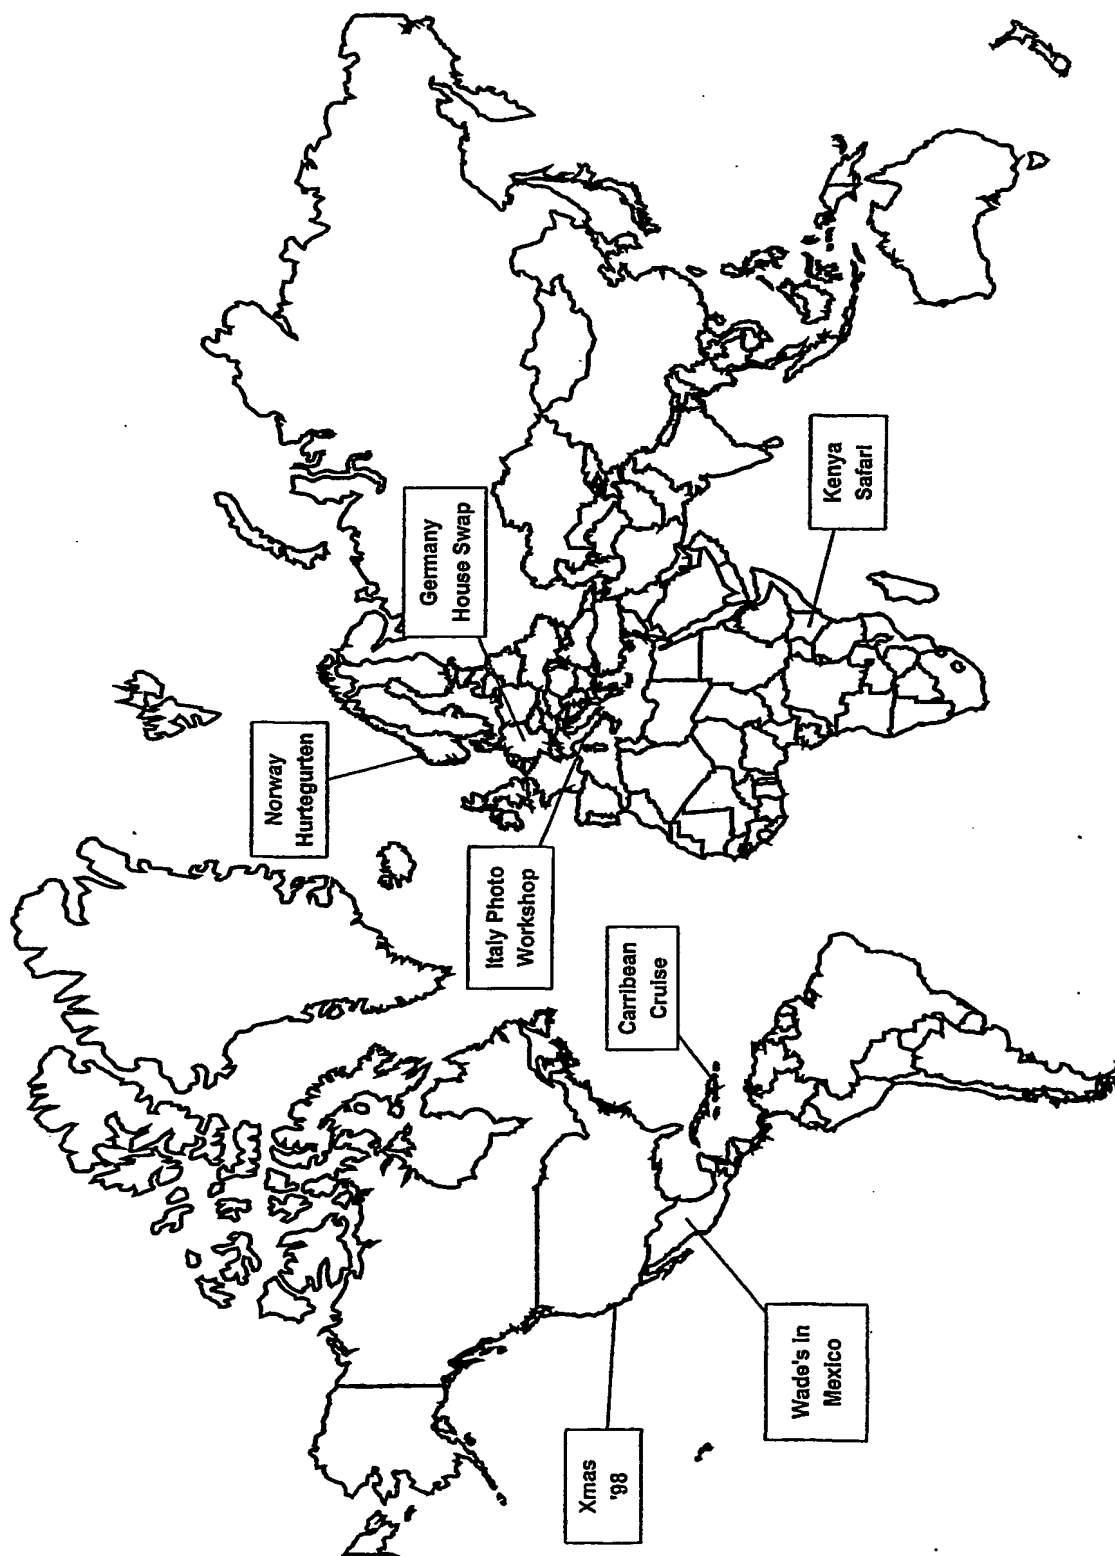 Norway
Hurtegurten
Germany
House Swap
Italy Photo
Workshop
Carribean
Cruise
Kenya
Safari
Xmas
'98
Wade's in
Mexico